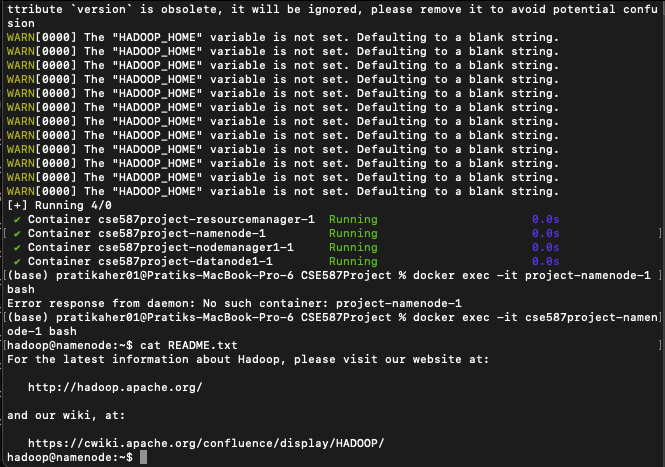 ttribute `version` is obsolete, it will be ignored, please remove it to avoid potential confu
sion
WARN[0000] The "HADOOP_HOME" variable is not set. Defaulting to a blank string.
WARN[0000] The "HADOOP_HOME" variable is not set. Defaulting to a blank string.
WARN[0000] The "HADOOP_HOME" variable is not set. Defaulting to a blank string.
WARN[0000] The "HADOOP_HOME" variable is not set. Defaulting to a blank string.
WARN[0000] The "HADOOP_HOME" variable is not set. Defaulting to a blank string.
WARN[0000] The "HADOOP_HOME" variable is not set. Defaulting to a blank string.
WARN[0000] The "HADOOP_HOME" variable is not set. Defaulting to a blank string.
WARN[0000] The "HADOOP_HOME" variable is not set. Defaulting to a blank string.
WARN[0000] The "HADOOP_HOME" variable is not set. Defaulting to a blank string.
WARN[0000] The "HADOOP_HOME" variable is not set. Defaulting to a blank string.
WARN[0000] The "HADOOP_HOME" variable is not set. Defaulting to a blank string.
WARN[0000] The "HADOOP_HOME" variable is not set. Defaulting to a blank string.
[+] Running 4/0
✔ Container cse587project-resourcemanager-1 Running 0.0s
[ ✔ Container cse587project-namenode-1 Running 0.0s ]
✔ Container cse587project-nodemanager1-1 Running 0.0s
✔ Container cse587project-datanode1-1 Running 0.0s
[(base) pratikaher01@Pratiks-MacBook-Pro-6 CSE587Project % docker exec -it project-namenode-1 ]
bash
Error response from daemon: No such container: project-namenode-1
[(base) pratikaher01@Pratiks-MacBook-Pro-6 CSE587Project % docker exec -it cse587project-namen]
ode-1 bash
[hadoop@namenode:~$ cat README.txt ]
For the latest information about Hadoop, please visit our website at:
http://hadoop.apache.org/
and our wiki, at:
https://cwiki.apache.org/confluence/display/HADOOP/
hadoop@namenode:~$